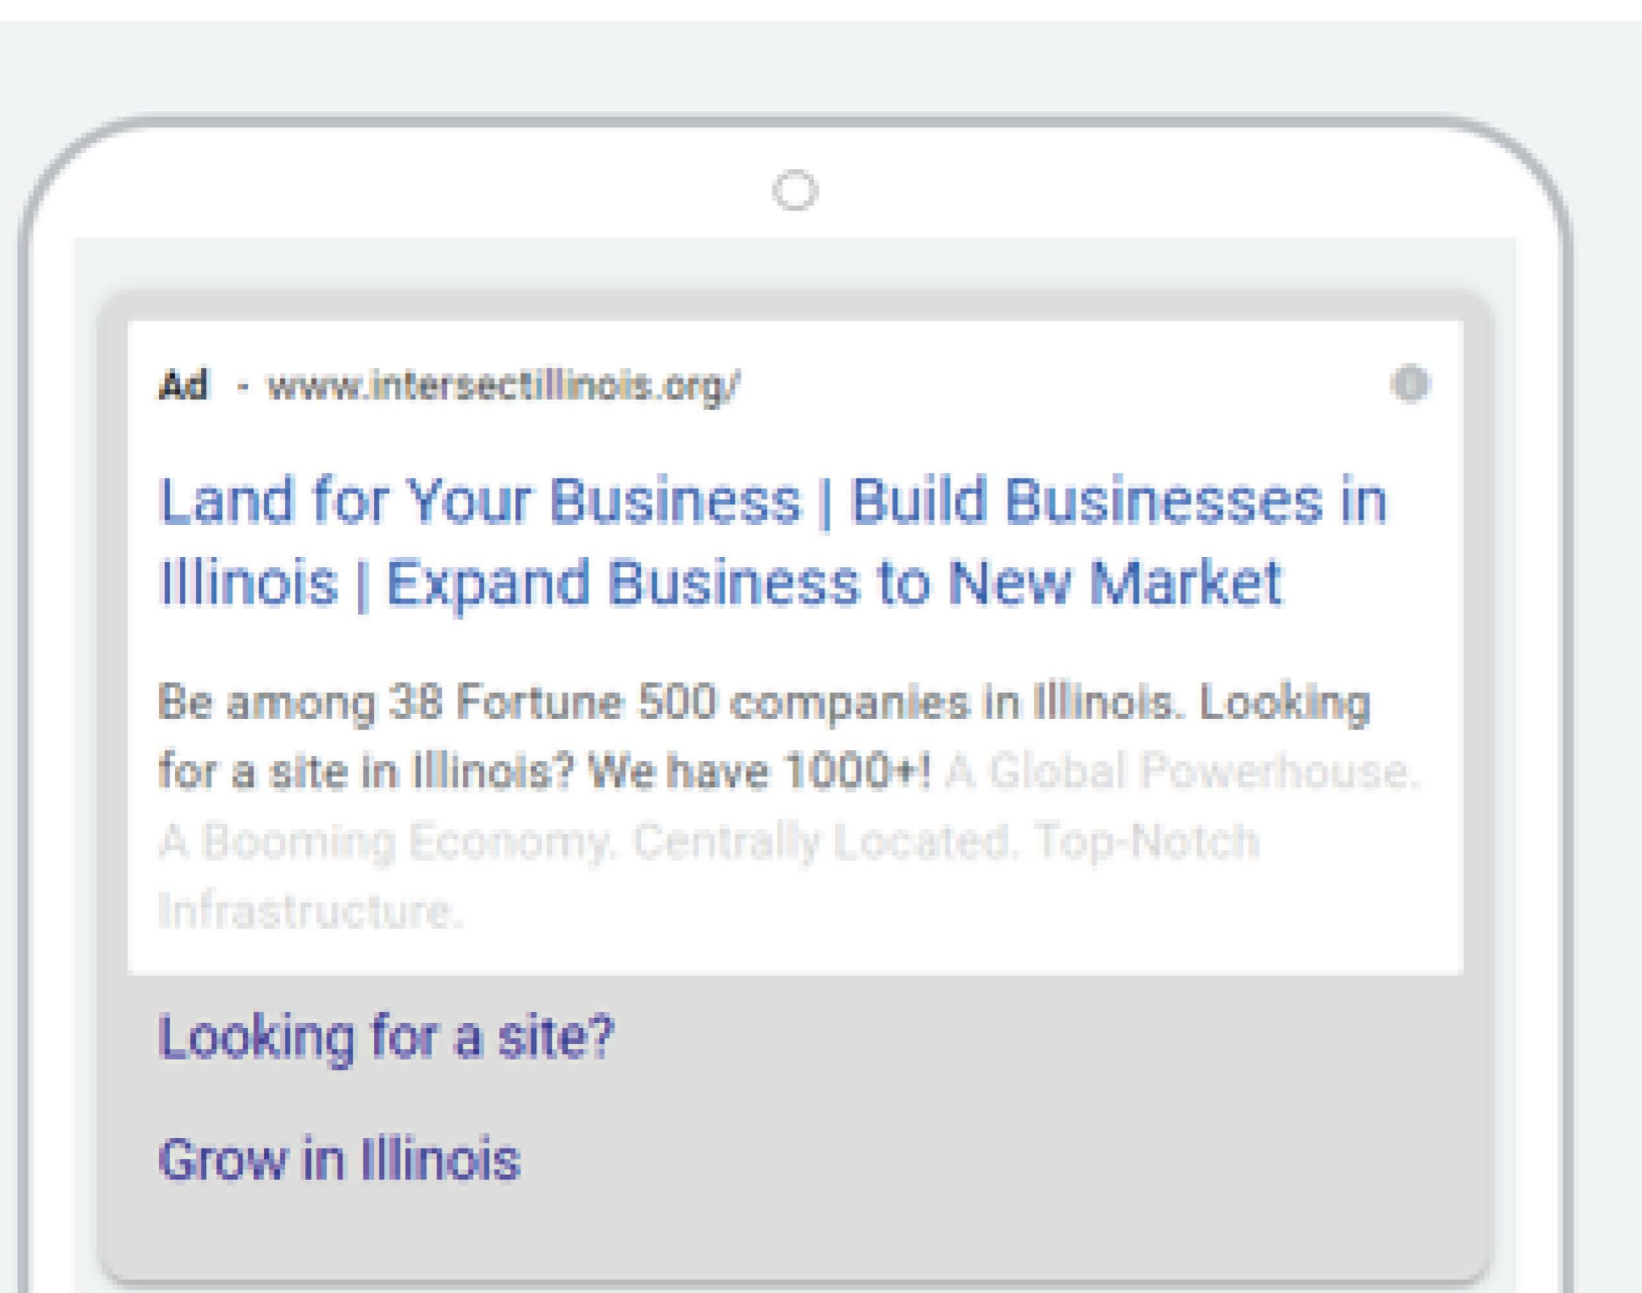 Ad - www.intersectillinois.org/
Land for Your Business | Build Businesses in
Illinois | Expand Business to New Market
Be among 38 Fortune 500 companies in Illinois. Looking
for a site in Illinois? We have 1000+! A Global Powerhouse.
A Booming Economy. Centrally Located. Top-Notch
Infrastructure.
Looking for a site?
Grow in Illinois